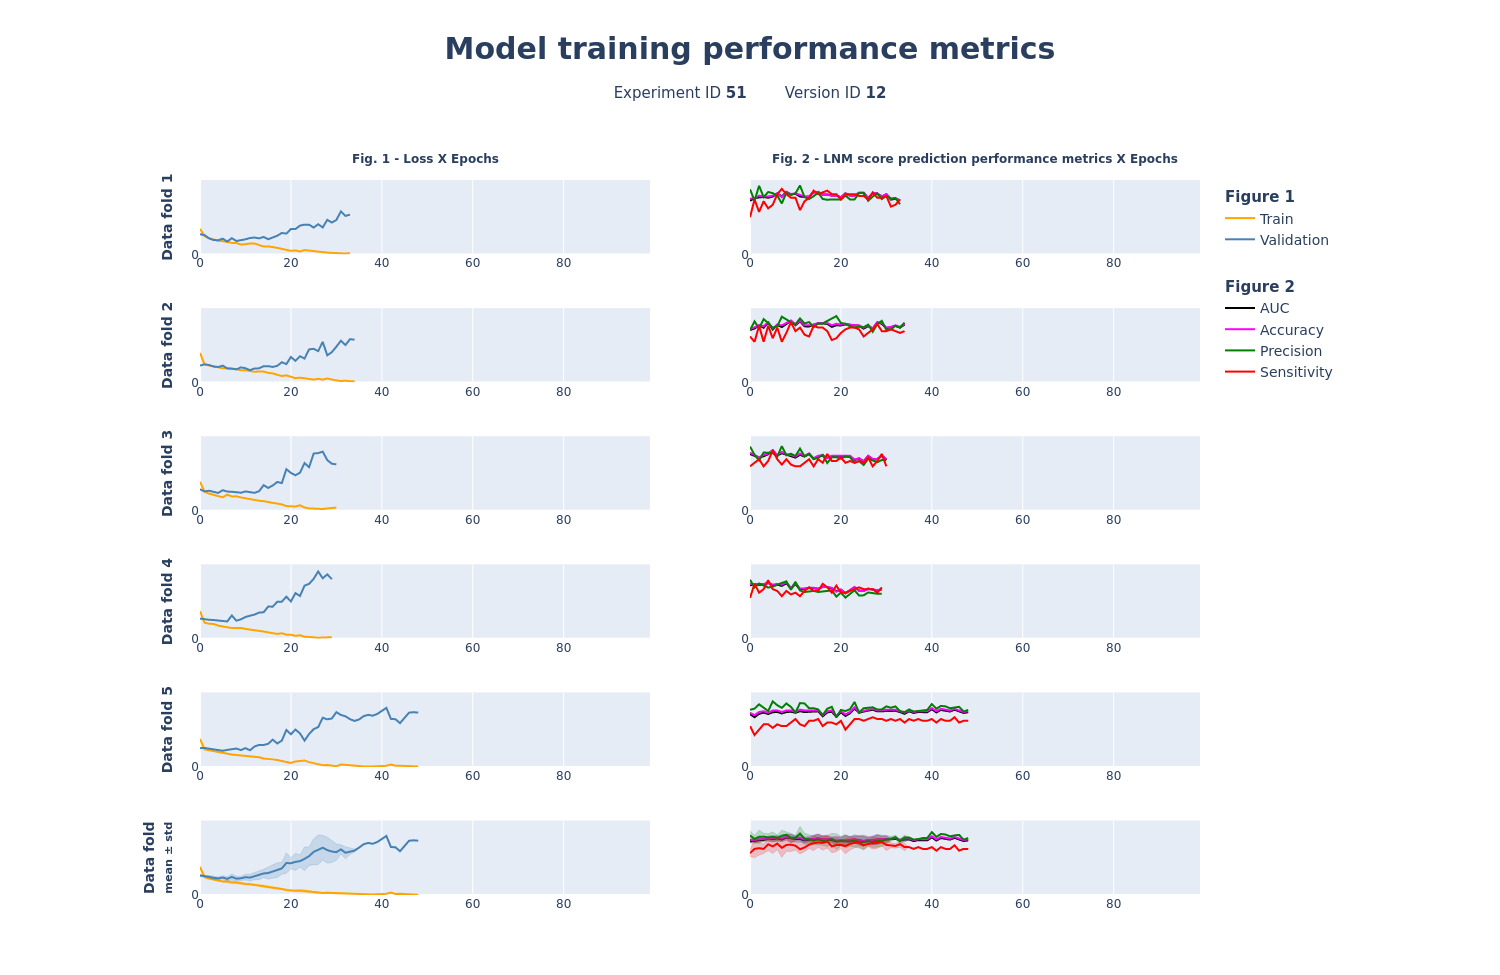 Model training performance metrics
Experiment ID 51 Version ID 12
Fig. 1 - Loss X Epochs
Fig. 2 - LNM score prediction performance metrics X Epochs
Data fold 1
0
0 20 40 60 80
0
0 20 40 60 80
Figure 1
Train
Validation
Figure 2
AUC
Accuracy
Precision
Sensitivity
Data fold 2
0
0 20 40 60 80
0
0 20 40 60 80
Data fold 3
0
0 20 40 60 80
0
0 20 40 60 80
Data fold 4
0
0 20 40 60 80
0
0 20 40 60 80
Data fold 5
0
0 20 40 60 80
0
0 20 40 60 80
Data fold
mean ± std
0
0 20 40 60 80
0
0 20 40 60 80